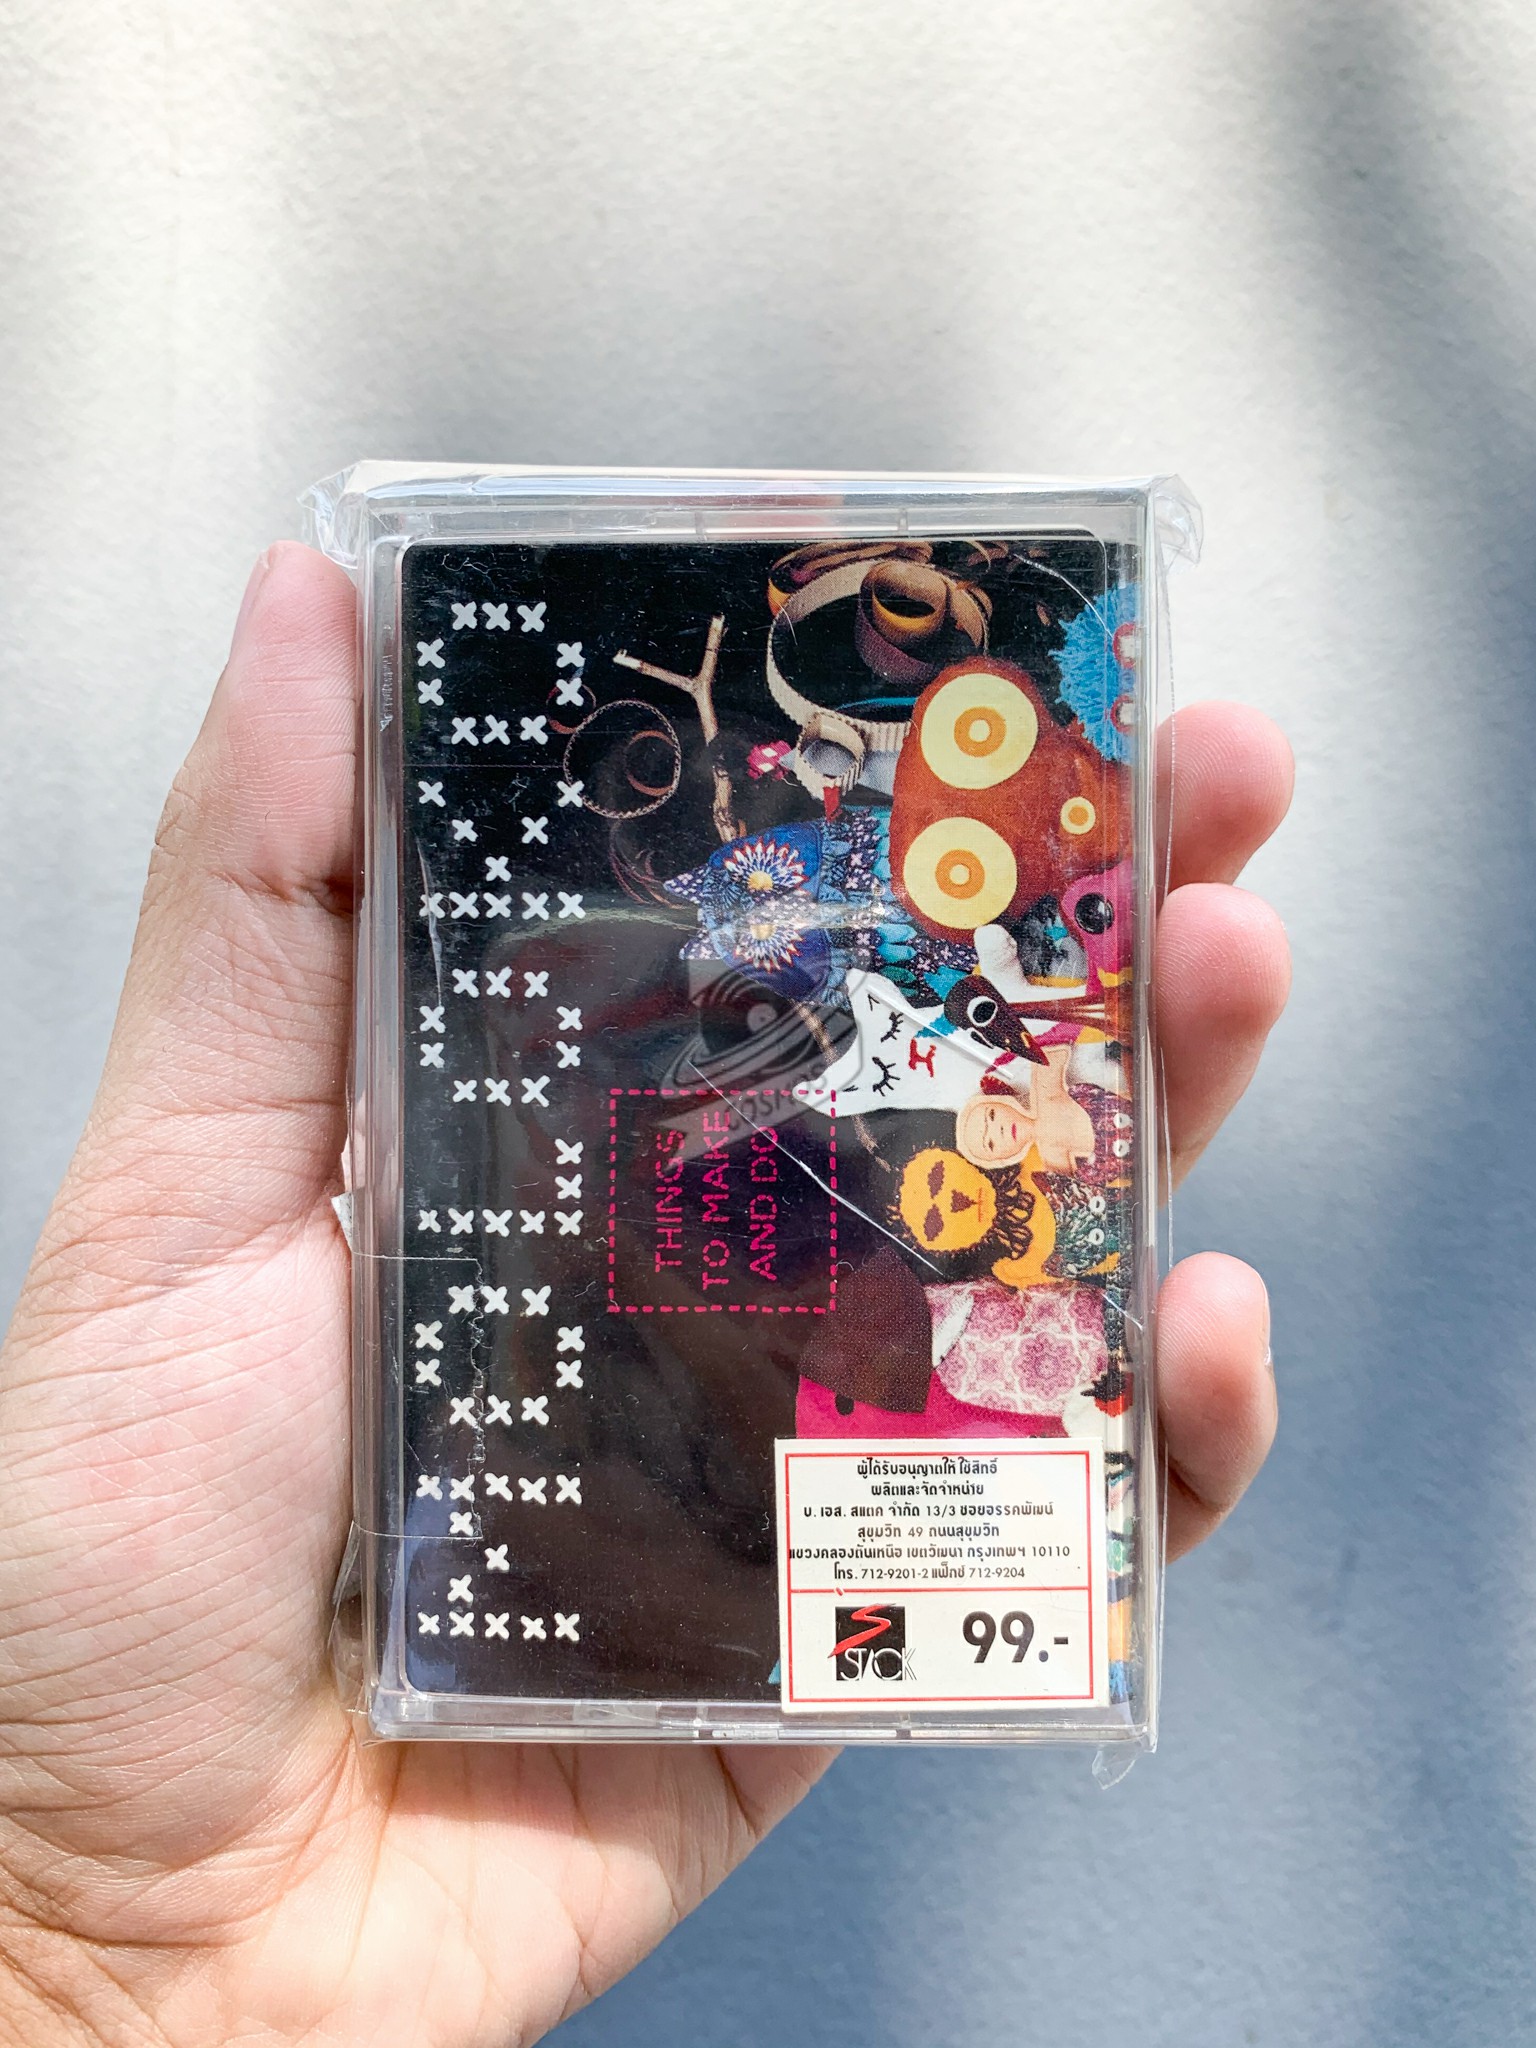 MOLOKO
THINGS
TO MAKE
AND DO
COSMOS
ผู้ได้รับอนุญาตให้ ใช้สิทธิ์
ผลิตและจัดจำหน่าย
บ. เอส. สแตค จำกัด 13/3 ซอยอรรคพัฒน์
สุขุมวิท 49 ถนนสุขุมวิท
แขวงคลองตันเหนือ เขตวัฒนา กรุงเทพฯ 10110
โทร. 712-9201-2 แฟ็กซ์ 712-9204
STACK
99.-